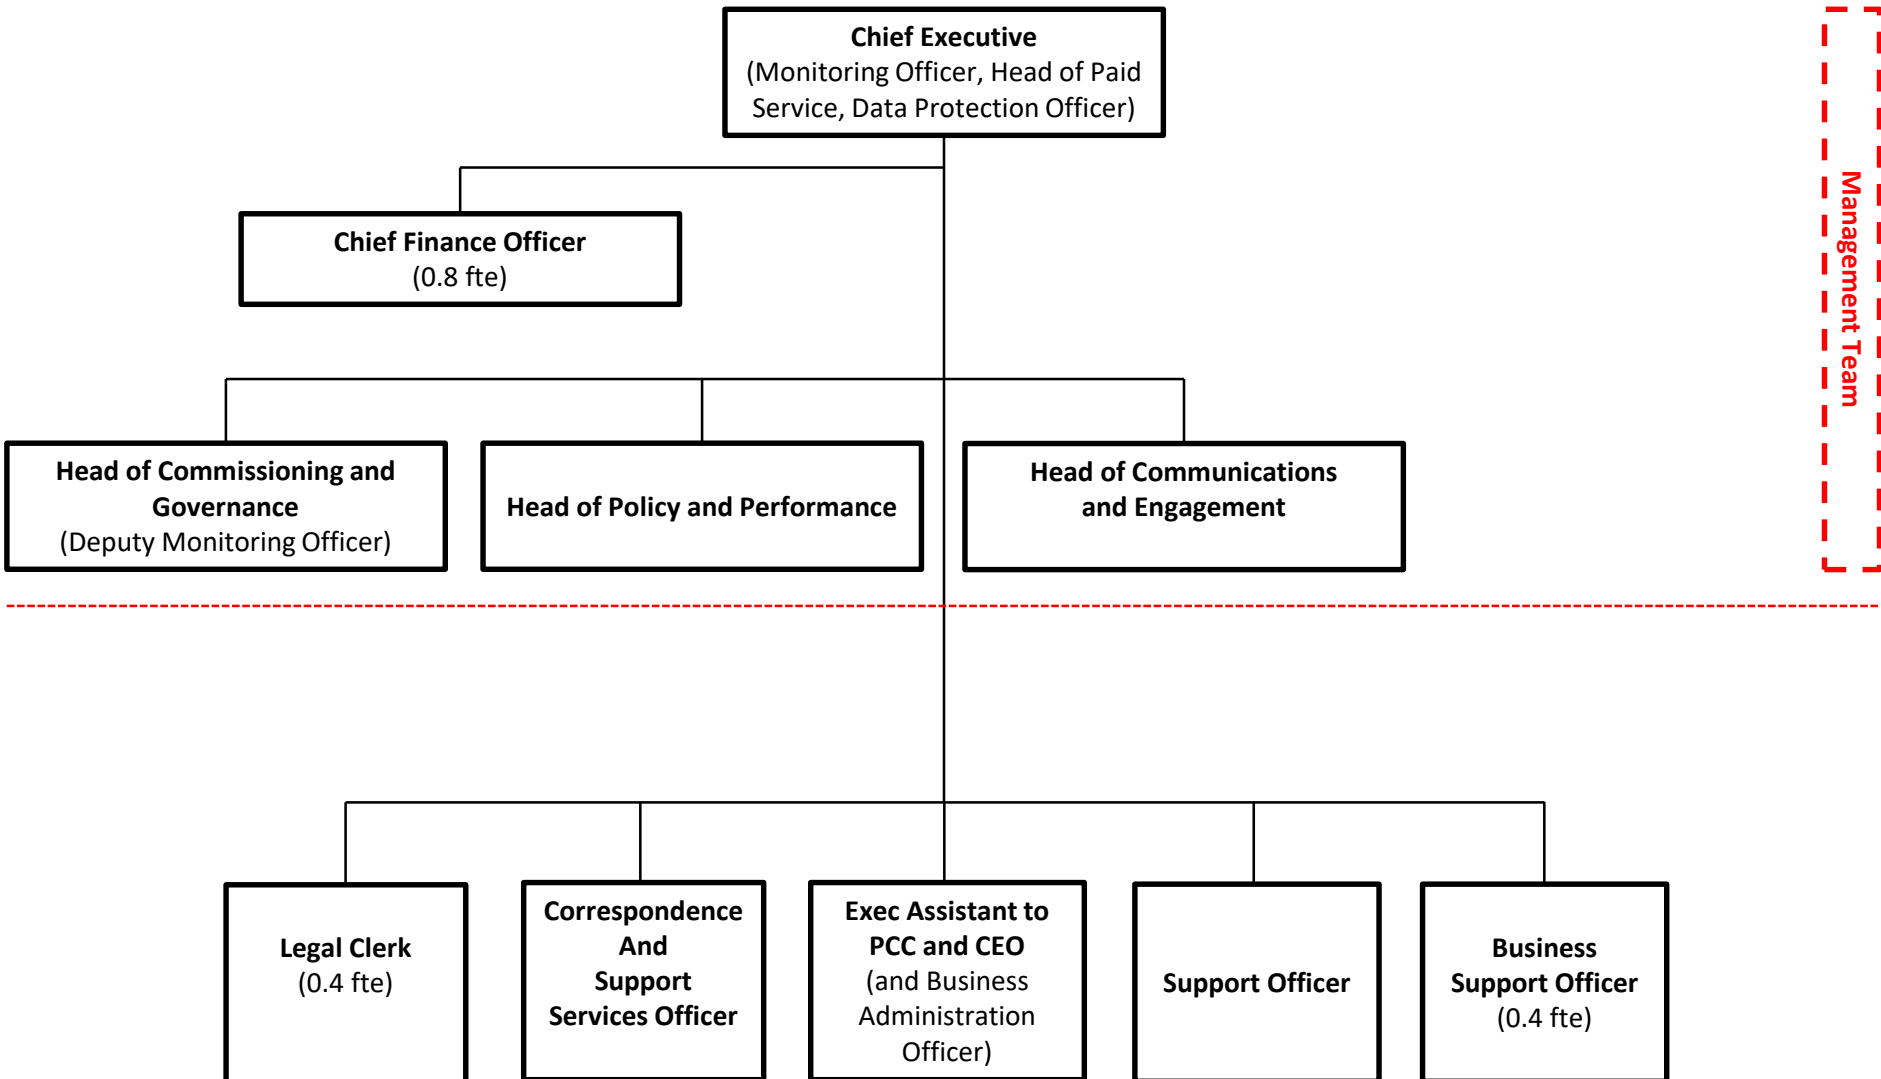 Chief Executive
(Monitoring Officer, Head of Paid
Service, Data Protection Officer)
Management Team
Chief Finance Officer
(0.8 fte)
Head of Commissioning and
Governance
(Deputy Monitoring Officer)
Head of Policy and Performance
Head of Communications
and Engagement
Legal Clerk
(0.4 fte)
Correspondence
And
Support
Services Officer
Exec Assistant to
PCC and CEO
(and Business
Administration
Officer)
Support Officer
Business
Support Officer
(0.4 fte)